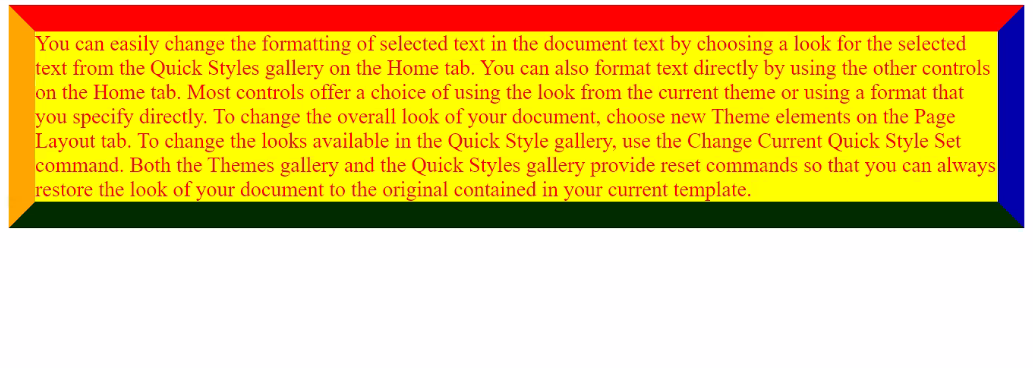 You can easily change the formatting of selected text in the document text by choosing a look for the selected
text from the Quick Styles gallery on the Home tab. You can also format text directly by using the other controls
on the Home tab. Most controls offer a choice of using the look from the current theme or using a format that
you specify directly. To change the overall look of your document, choose new Theme elements on the Page
Layout tab. To change the looks available in the Quick Style gallery, use the Change Current Quick Style Set
command. Both the Themes gallery and the Quick Styles gallery provide reset commands so that you can always
restore the look of your document to the original contained in your current template.